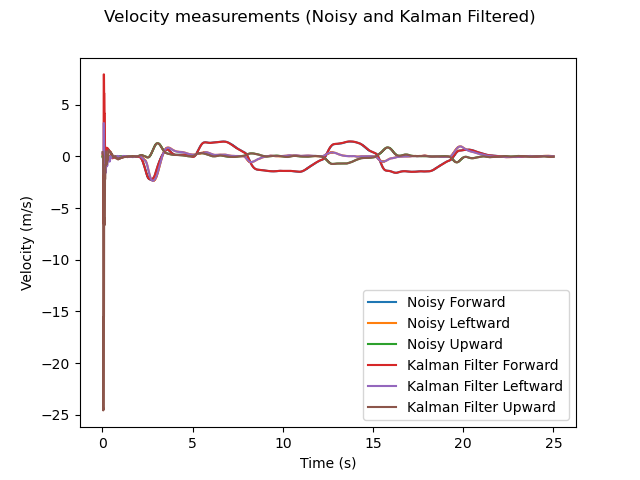 Velocity measurements (Noisy and Kalman Filtered)
Velocity (m/s)
5
0
−5
−10
−15
−20
−25
Noisy Forward
Noisy Leftward
Noisy Upward
Kalman Filter Forward
Kalman Filter Leftward
Kalman Filter Upward
0 5 10 15 20 25
Time (s)